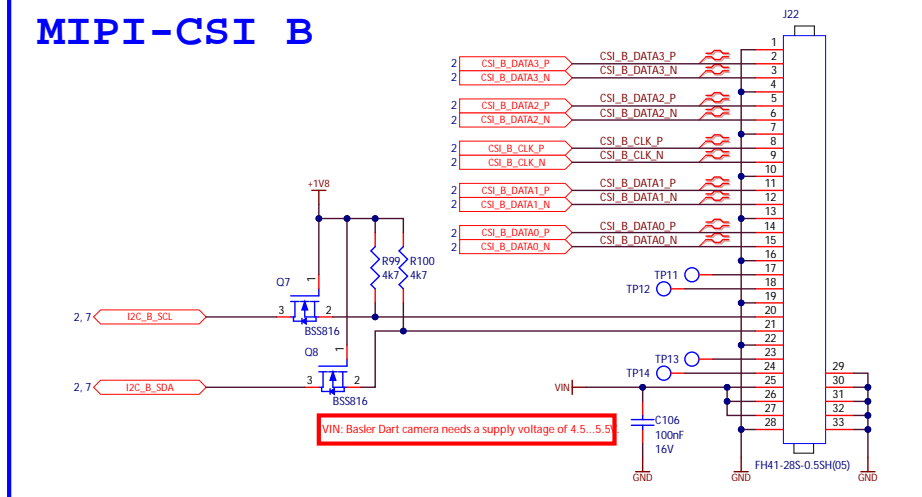 MIPI-CSI B
J22
2 CSI_B_DATA3_P CSI_B_DATA3_P
2 CSI_B_DATA3_N CSI_B_DATA3_N
2 CSI_B_DATA2_P CSI_B_DATA2_P
2 CSI_B_DATA2_N CSI_B_DATA2_N
2 CSI_B_CLK_P CSI_B_CLK_P
2 CSI_B_CLK_N CSI_B_CLK_N
2 CSI_B_DATA1_P CSI_B_DATA1_P
2 CSI_B_DATA1_N CSI_B_DATA1_N
2 CSI_B_DATA0_P CSI_B_DATA0_P
2 CSI_B_DATA0_N CSI_B_DATA0_N
1
2
3
4
5
6
7
8
9
10
11
12
13
14
15
16
17
18
19
20
21
22
23
24
25
26
27
28
29
30
31
32
33
TP11
TP12
TP13
TP14
+1V8
R99
4k7
R100
4k7
Q7
1
3 2
BSS816
2, 7 I2C_B_SCL
Q8
1
3 2
BSS816
2, 7 I2C_B_SDA
VIN
VIN: Basler Dart camera needs a supply voltage of 4.5...5.5V.
C106
100nF
16V
GND
GND
GND
FH41-28S-0.5SH(05)